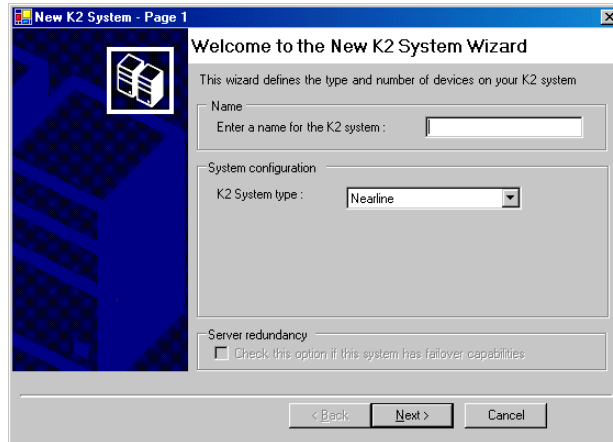 New K2 System - Page 1
Welcome to the New K2 System Wizard
This wizard defines the type and number of devices on your K2 system
Name
Enter a name for the K2 system :
System configuration
K2 System type :
Nearline
Server redundancy
Check this option if this system has failover capabilities
< Back
Next >
Cancel